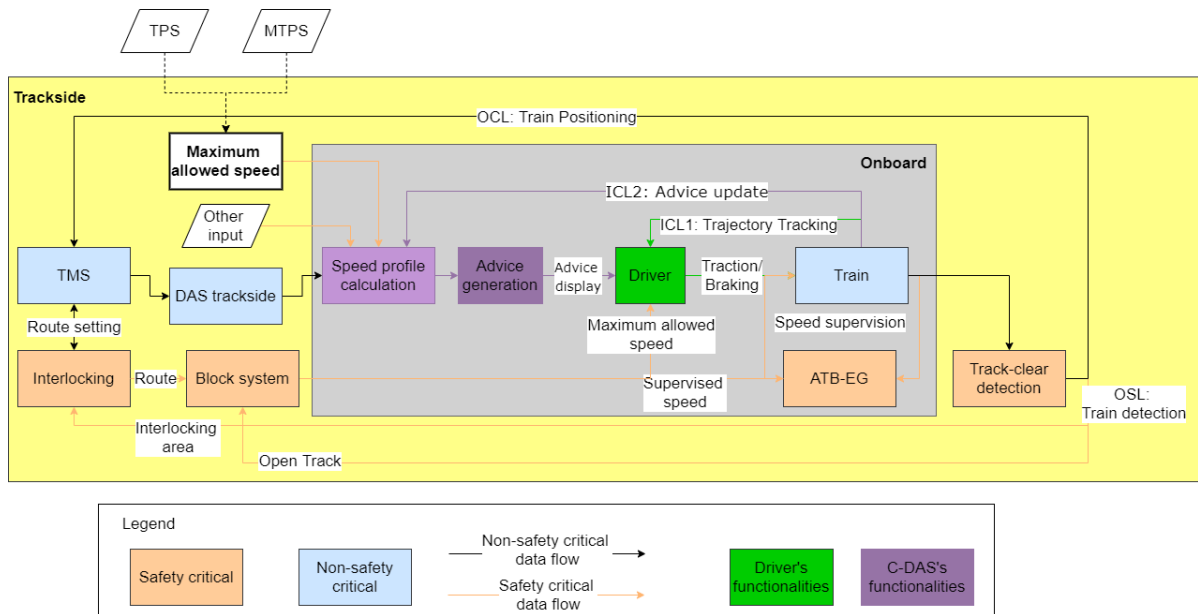 TPS
MTPS
Trackside
OCL: Train Positioning
Maximum
allowed speed
Onboard
ICL2: Advice update
Other
input
ICL1: Trajectory Tracking
TMS
DAS trackside
Speed profile
calculation
Advice
generation
Advice
display
Driver
Traction/
Braking
Train
Route setting
Maximum allowed
speed
Speed supervision
Interlocking
Route
Block system
Supervised
speed
ATB-EG
Track-clear
detection
OSL:
Train detection
Interlocking
area
Open Track
Legend
Safety critical
Non-safety
critical
Non-safety critical
data flow
Safety critical
data flow
Driver's
functionalities
C-DAS's
functionalities